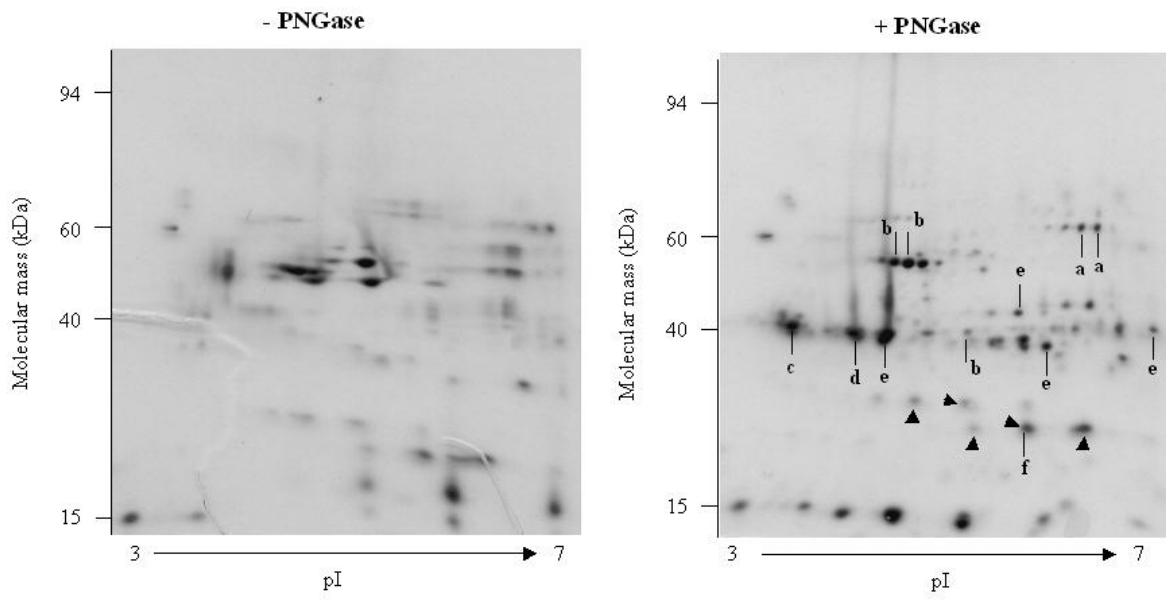 - PNGase
94
60
40
15
Molecular mass (kDa)
3
7
pI
+ PNGase
94
60
40
15
Molecular mass (kDa)
b b
e
a a
c d e b e e
f
3
7
pI